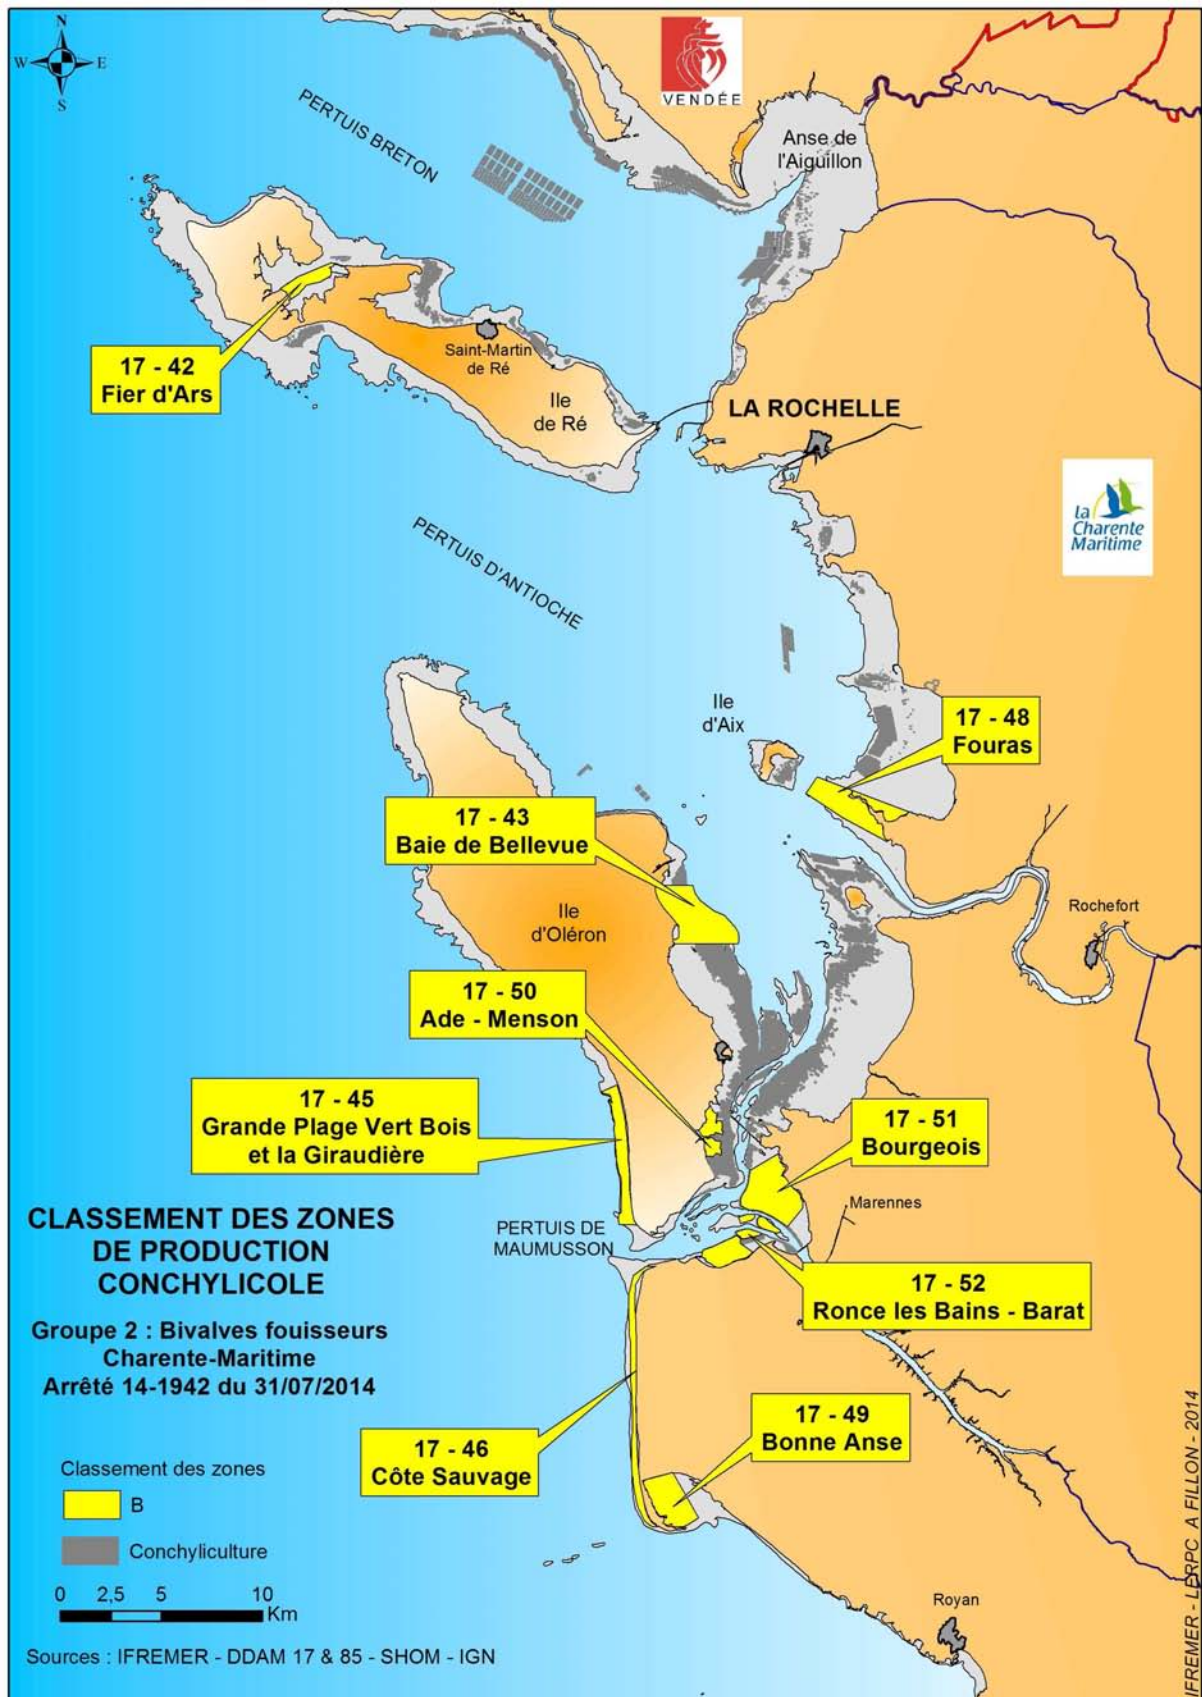 N
W
E
S
VENDÉE
PERTUIS BRETON
Anse de
l'Aiguillon
17 - 42
Fier d'Ars
Saint-Martin
de Ré
Ile
de Ré
LA ROCHELLE
la
Charente
Maritime
PERTUIS D'ANTIOCHE
Ile
d'Aix
17 - 48
Fouras
17 - 43
Baie de Bellevue
Ile
d'Oléron
Rochefort
17 - 50
Ade - Menson
17 - 45
Grande Plage Vert Bois
et la Giraudière
17 - 51
Bourgeois
Marennes
PERTUIS DE
MAUMUSSON
17 - 52
Ronce les Bains - Barat
CLASSEMENT DES ZONES
DE PRODUCTION
CONCHYLICOLE
Groupe 2 : Bivalves fouisseurs
Charente-Maritime
Arrêté 14-1942 du 31/07/2014
17 - 46
Côte Sauvage
17 - 49
Bonne Anse
Classement des zones
B
Conchyliculture
0 2,5 5 10
Km
Royan
Sources : IFREMER - DDAM 17 & 85 - SHOM - IGN
IFREMER - LERPC A FILLON - 2014